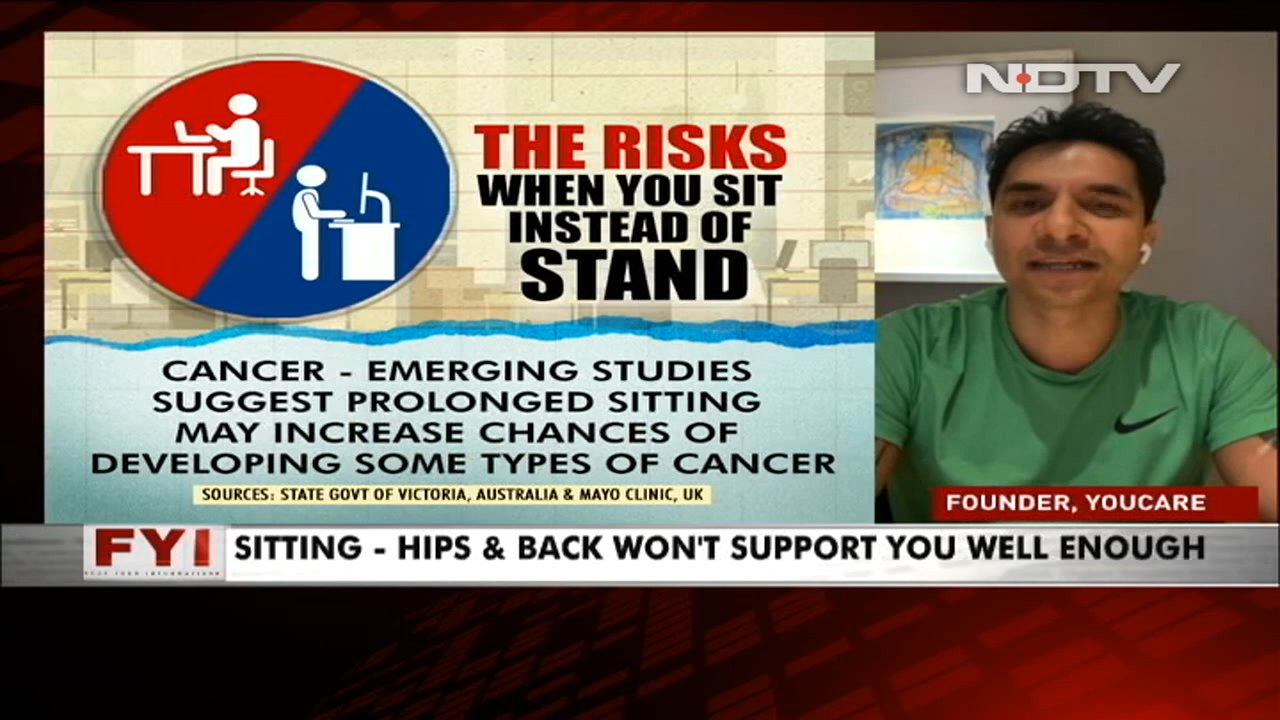 NDTV
THE RISKS
WHEN YOU SIT
INSTEAD OF
STAND
CANCER - EMERGING STUDIES
SUGGEST PROLONGED SITTING
MAY INCREASE CHANCES OF
DEVELOPING SOME TYPES OF CANCER
SOURCES: STATE GOVT OF VICTORIA, AUSTRALIA & MAYO CLINIC, UK
FOUNDER, YOUCARE
FYI
SITTING - HIPS & BACK WON'T SUPPORT YOU WELL ENOUGH